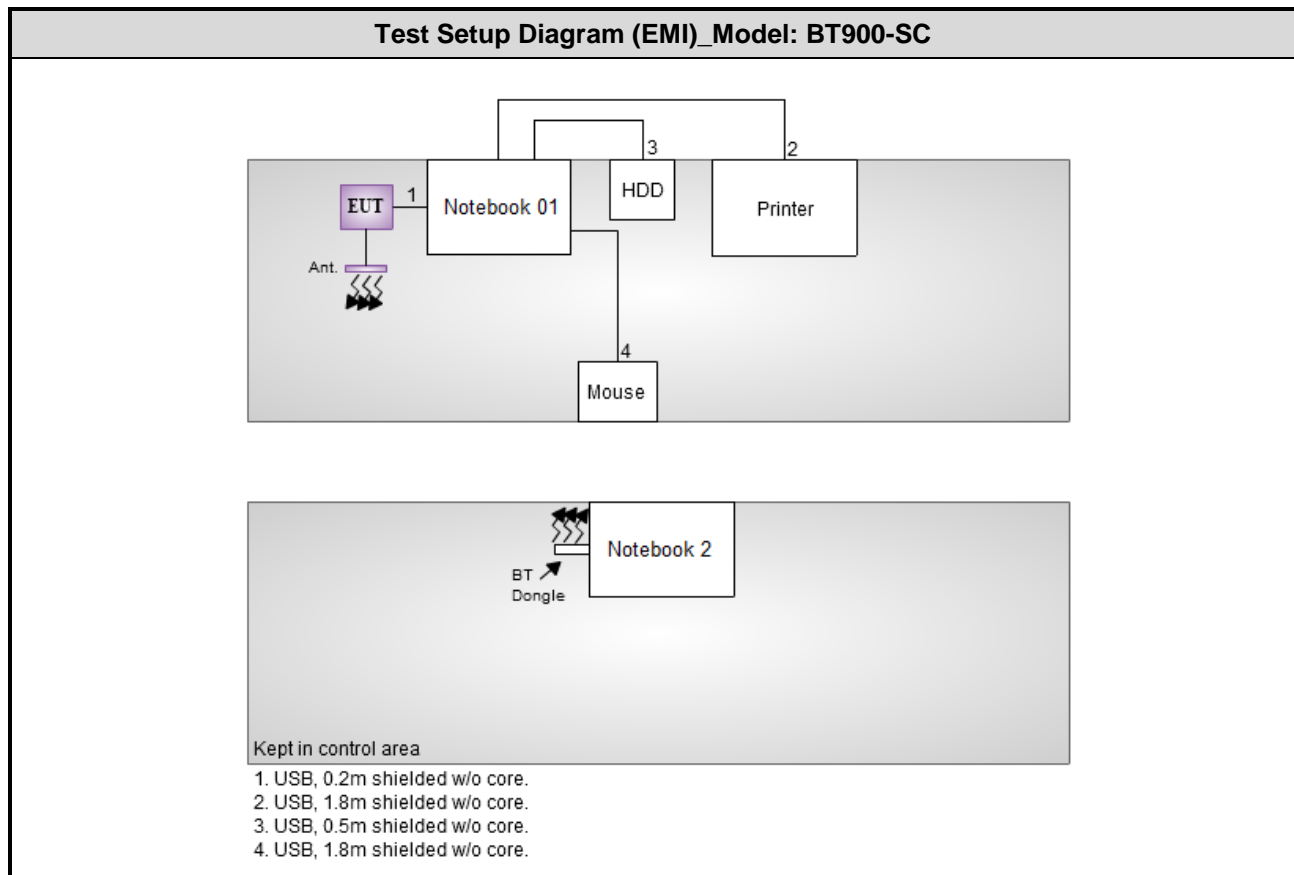 Test Setup Diagram (EMI)_Model: BT900-SC
3
2
EUT
1
Notebook 01
HDD
Printer
Ant.
4
Mouse
Notebook 2
BT
Dongle
Kept in control area
1. USB, 0.2m shielded w/o core.
2. USB, 1.8m shielded w/o core.
3. USB, 0.5m shielded w/o core.
4. USB, 1.8m shielded w/o core.